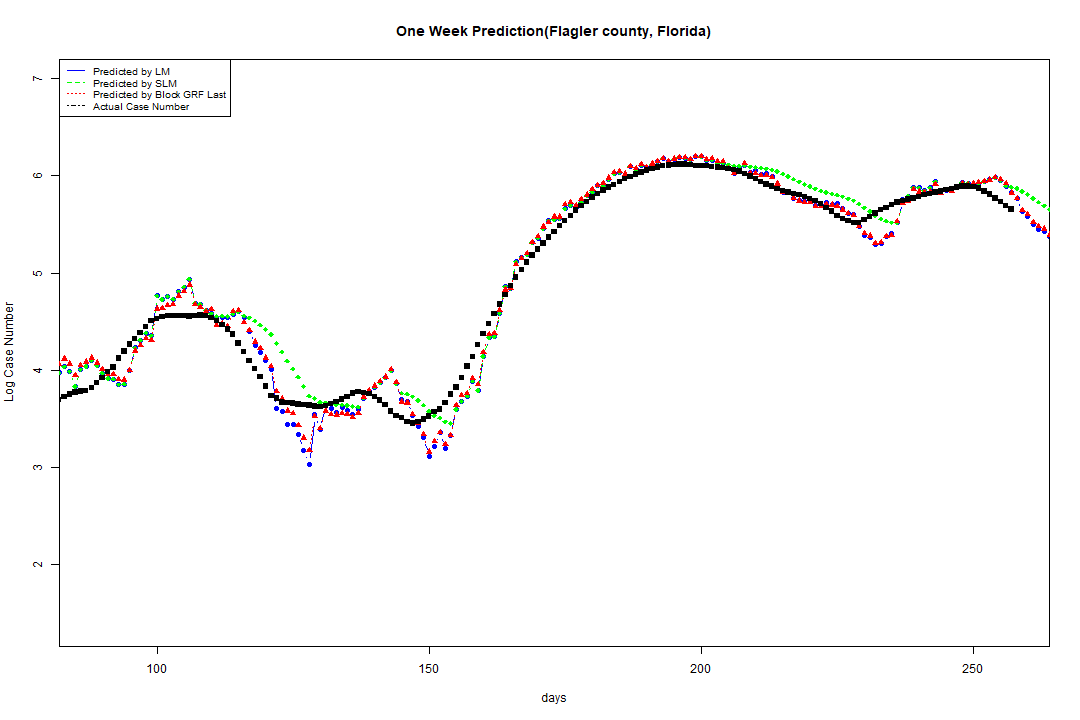 One Week Prediction(Flagler county, Florida)
Predicted by LM
Predicted by SLM
Predicted by Block GRF Last
Actual Case Number
7
6
5
4
3
2
Log Case Number
100 150 200 250
days